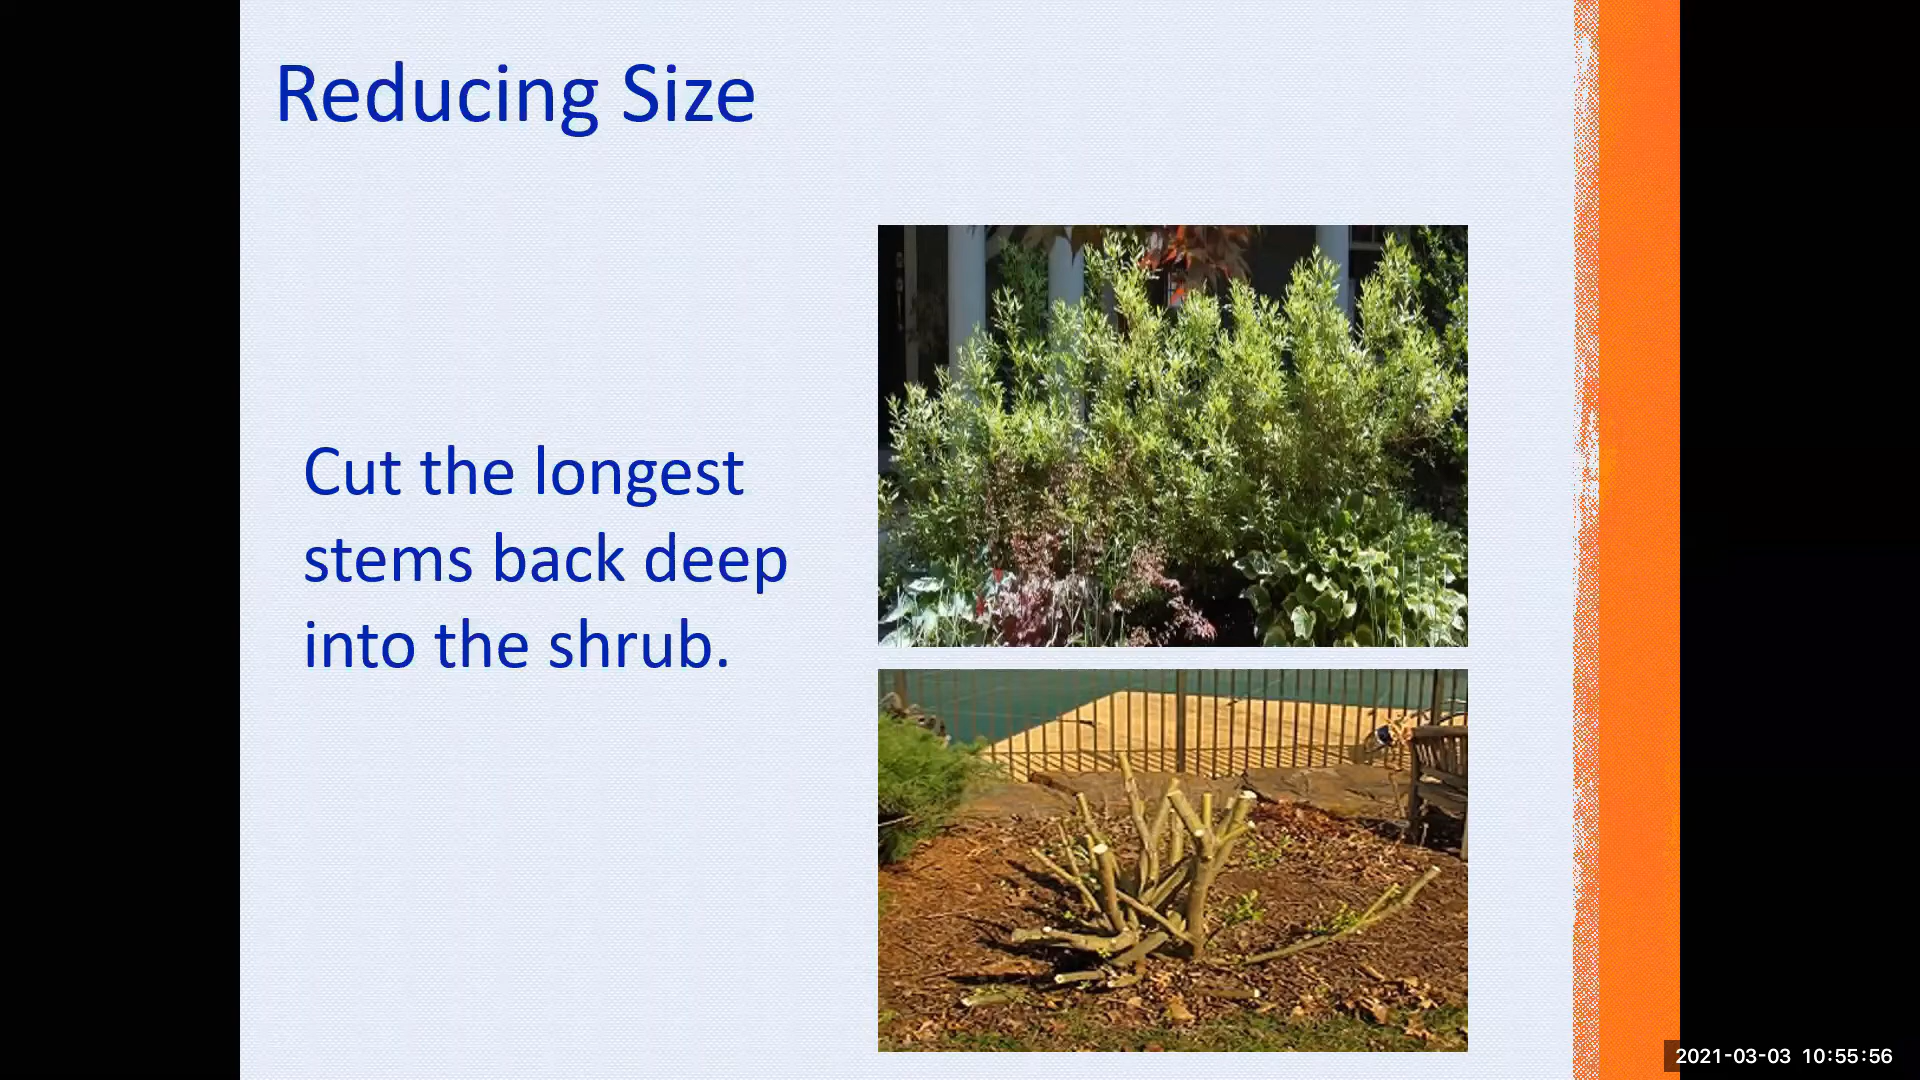 Reducing Size
Cut the longest
stems back deep
into the shrub.
2021-03-03 10:55:56